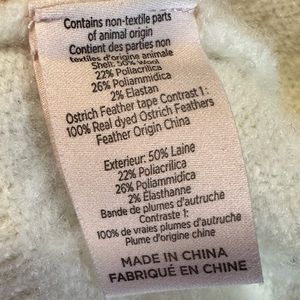 Contains non-textile parts
of animal origin
Contient des parties non
textiles d'origine animale
Shell: 50% Wool
22% Poliacrilica
26% Poliammidica
2% Elastan
Ostrich Feather tape Contrast 1 :
100% Real dyed Ostrich Feathers
Feather Origin China
Exterieur: 50% Laine
22% Poliacrilica
26% Poliammidica
2% Élasthanne
Bande de plumes d'autruche
Contraste 1:
100% de vraies plumes d'autruche
Plume d'origine chine
MADE IN CHINA
FABRIQUÉ EN CHINE